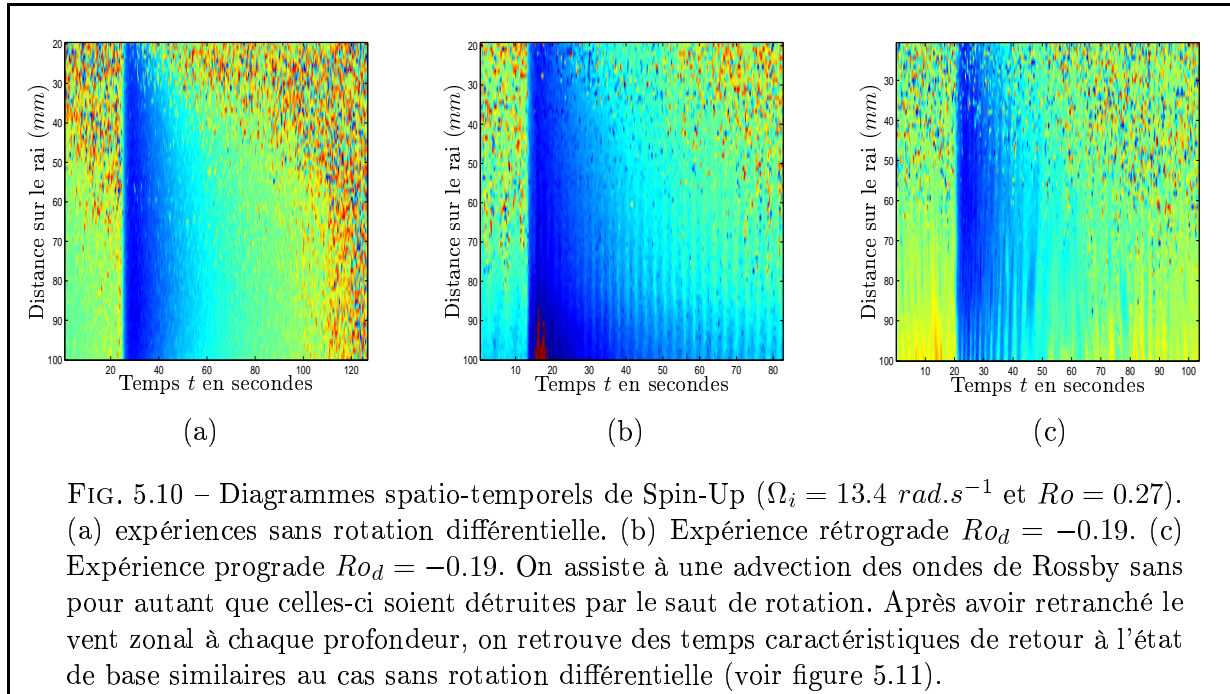 20
30
40
50
60
70
80
90
100
Distance sur le rai (mm)
20 40 60 80 100 120
Temps t en secondes
(a)
20
30
40
50
60
70
80
90
100
Distance sur le rai (mm)
10 20 30 40 50 60 70 80
Temps t en secondes
(b)
30
40
50
60
70
80
90
100
Distance sur le rai (mm)
10 20 30 40 50 60 70 80 90 100
Temps t en secondes
(c)
FIG. 5.10 – Diagrammes spatio-temporels de Spin-Up (Ωi = 13.4 rad.s−1 et Ro = 0.27).
(a) expériences sans rotation différentielle. (b) Expérience rétrograde Rod = −0.19. (c)
Expérience prograde Rod = −0.19. On assiste à une advection des ondes de Rossby sans
pour autant que celles-ci soient détruites par le saut de rotation. Après avoir retranché le
vent zonal à chaque profondeur, on retrouve des temps caractéristiques de retour à l'état
de base similaires au cas sans rotation différentielle (voir figure 5.11).